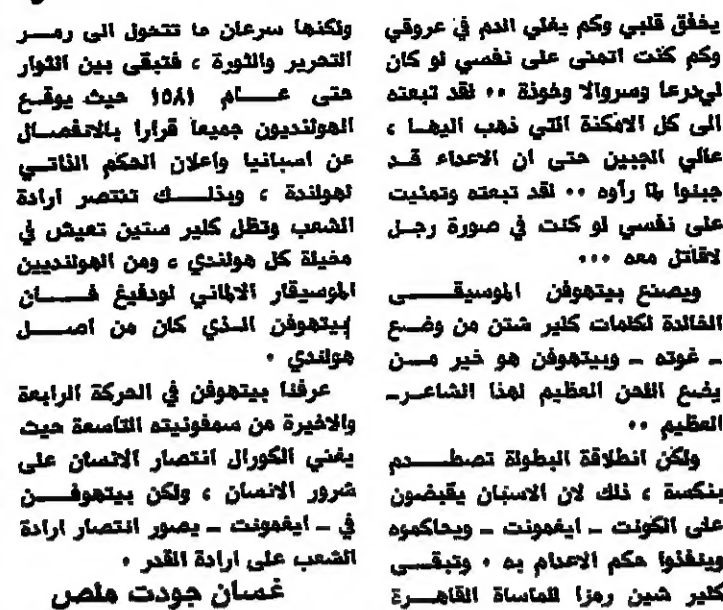 يخفق قلبي وكم يغلي الدم في عروقي
وكم كنت اتمنى على نفسي لو كان
لي درعا وسروالا وخوذة •• لقد تبعته
الى كل الامكنة التي ذهب اليها ،
عالي الجبين حتى ان الاعداء قد
جبنوا لما رأوه •• لقد تبعته وتمنيت
على نفسي لو كنت في صورة رجل
لاقاتل معه •••
ويصنع بيتهوفن الموسيقى
الخالدة لكلمات كلير شتن من وضع
ـ غوته ـ وبيتهوفن هو خير من
يضع اللحن العظيم لهذا الشاعر ـ
العظيم ••
ولكن انطلاقة البطولة تصطدم
بنكسة ، ذلك لان الاسبان يقبضون
على الكونت ـ ايغمونت ـ ويحاكموه
وينفذوا حكم الاعدام به • وتبقى
كلير شين رمزا للماساة القاهرة
ولكنها سرعان ما تتحول الى رمز
التحرير والثورة ، فتبقى بين الثوار
حتى عام ١٥٨١ حيث يوقع
الهولنديون جميعا قرارا بالانفصال
عن اسبانيا واعلان الحكم الذاتي
لهولندة ، وبذلك تنتصر ارادة
الشعب وتظل كلير ستين تعيش في
مخيلة كل هولندي ، ومن الهولنديين
الموسيقار الالماني لودفيغ فان
بيتهوفن الذي كان من اصل
هولندي •
عرفنا بيتهوفن في الحركة الرابعة
والاخيرة من سمفونيته التاسعة حيث
يغني الكورال انتصار الانسان على
شرور الانسان ، ولكن بيتهوفن
في ـ ايغمونت ـ يصور انتصار ارادة
الشعب على ارادة القدر •
غسان جودت ملص